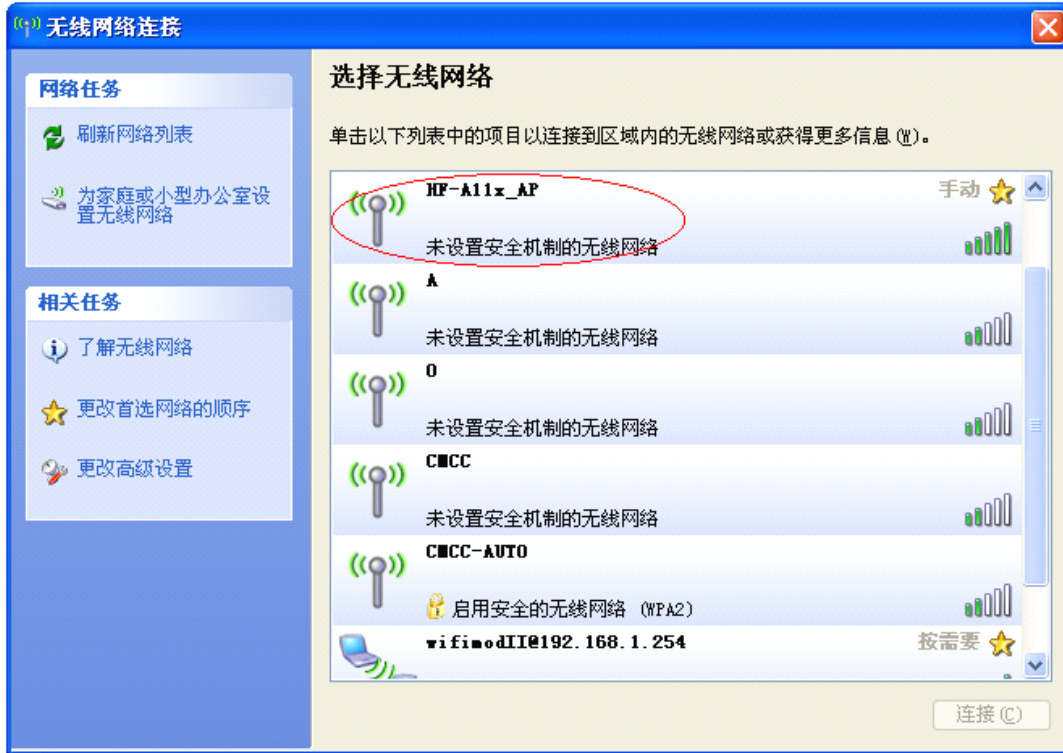 无线网络连接
网络任务
刷新网络列表
为家庭或小型办公室设
置无线网络
相关任务
了解无线网络
更改首选网络的顺序
更改高级设置
选择无线网络
单击以下列表中的项目以连接到区域内的无线网络或获得更多信息(W)。
HF-A11x_AP 手动
未设置安全机制的无线网络
A
未设置安全机制的无线网络
O
未设置安全机制的无线网络
CMCC
未设置安全机制的无线网络
CMCC-AUTO
启用安全的无线网络 (WPA2)
wifimodII@192.168.1.254 按需要
连接(C)